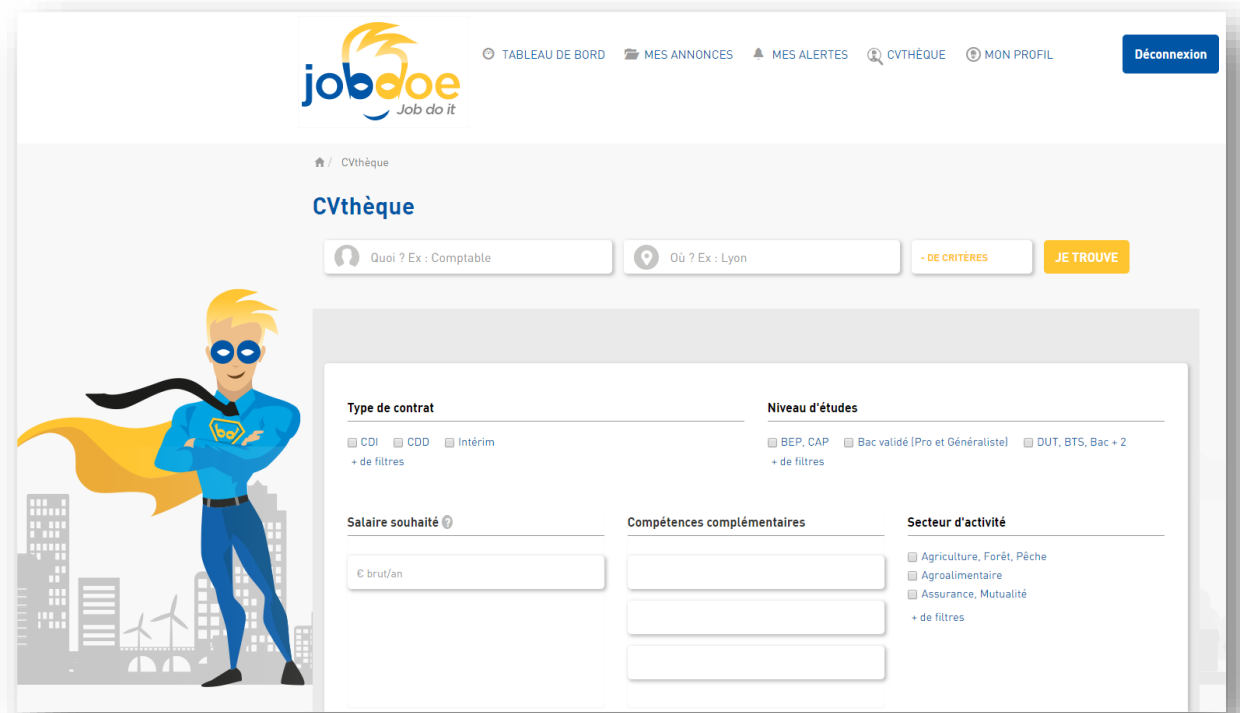 jobdoe
Job do it
TABLEAU DE BORD MES ANNONCES MES ALERTES CVTHÈQUE MON PROFIL Déconnexion
/ CVthèque
CVthèque
Quoi ? Ex : Comptable Où ? Ex : Lyon - DE CRITÈRES JE TROUVE
bd
Type de contrat Niveau d'études
CDI CDD Intérim BEP, CAP Bac validé (Pro et Généraliste) DUT, BTS, Bac + 2
+ de filtres + de filtres
Salaire souhaité ? Compétences complémentaires Secteur d'activité
€ brut/an
Agriculture, Forêt, Pêche
Agroalimentaire
Assurance, Mutualité
+ de filtres